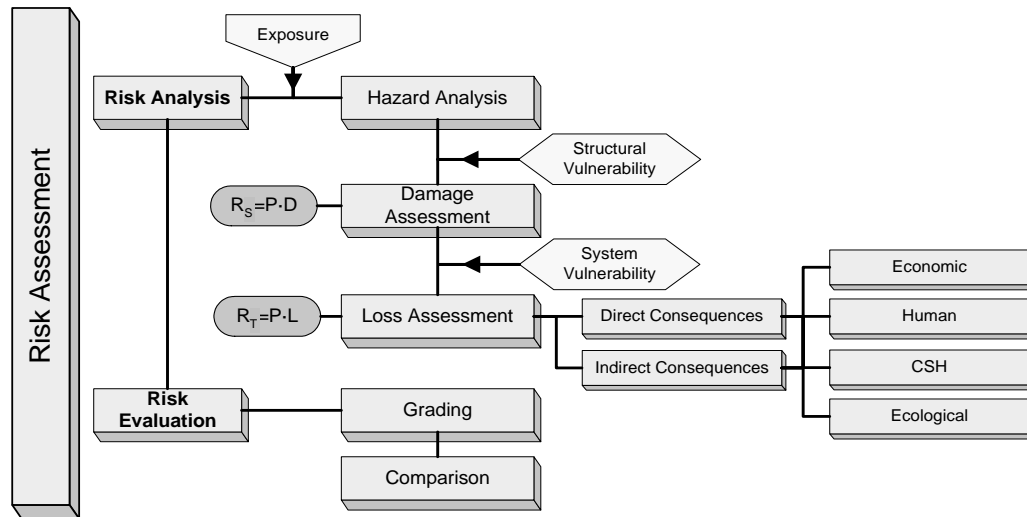 Risk Assessment
Exposure
Risk Analysis
Hazard Analysis
Structural
Vulnerability
R_S=P·D
Damage
Assessment
System
Vulnerability
R_T=P·L
Loss Assessment
Direct Consequences
Indirect Consequences
Economic
Human
CSH
Ecological
Risk
Evaluation
Grading
Comparison